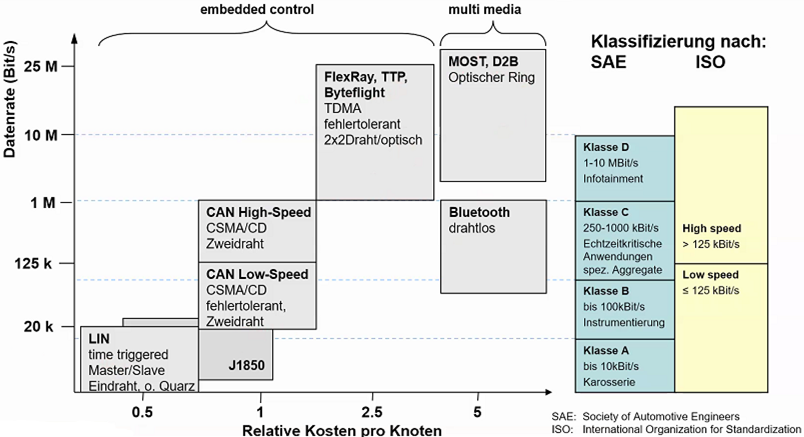 embedded control
multi media
Datenrate (Bit/s)
25 M
10 M
1 M
125 k
20 k
FlexRay, TTP,
Byteflight
TDMA
fehlertolerant
2x2Draht/optisch
MOST, D2B
Optischer Ring
CAN High-Speed
CSMA/CD
Zweidraht
Bluetooth
drahtlos
CAN Low-Speed
CSMA/CD
fehlertolerant,
Zweidraht
LIN
time triggered
Master/Slave
Eindraht, o. Quarz
J1850
0.5
1
2.5
5
Relative Kosten pro Knoten
Klassifizierung nach:
SAE
ISO
Klasse D
1-10 MBit/s
Infotainment
Klasse C
250-1000 kBit/s
Echtzeitkritische
Anwendungen
spez. Aggregate
Klasse B
bis 100kBit/s
Instrumentierung
Klasse A
bis 10kBit/s
Karosserie
High speed
> 125 kBit/s
Low speed
≤ 125 kBit/s
SAE: Society of Automotive Engineers
ISO: International Organization for Standardization